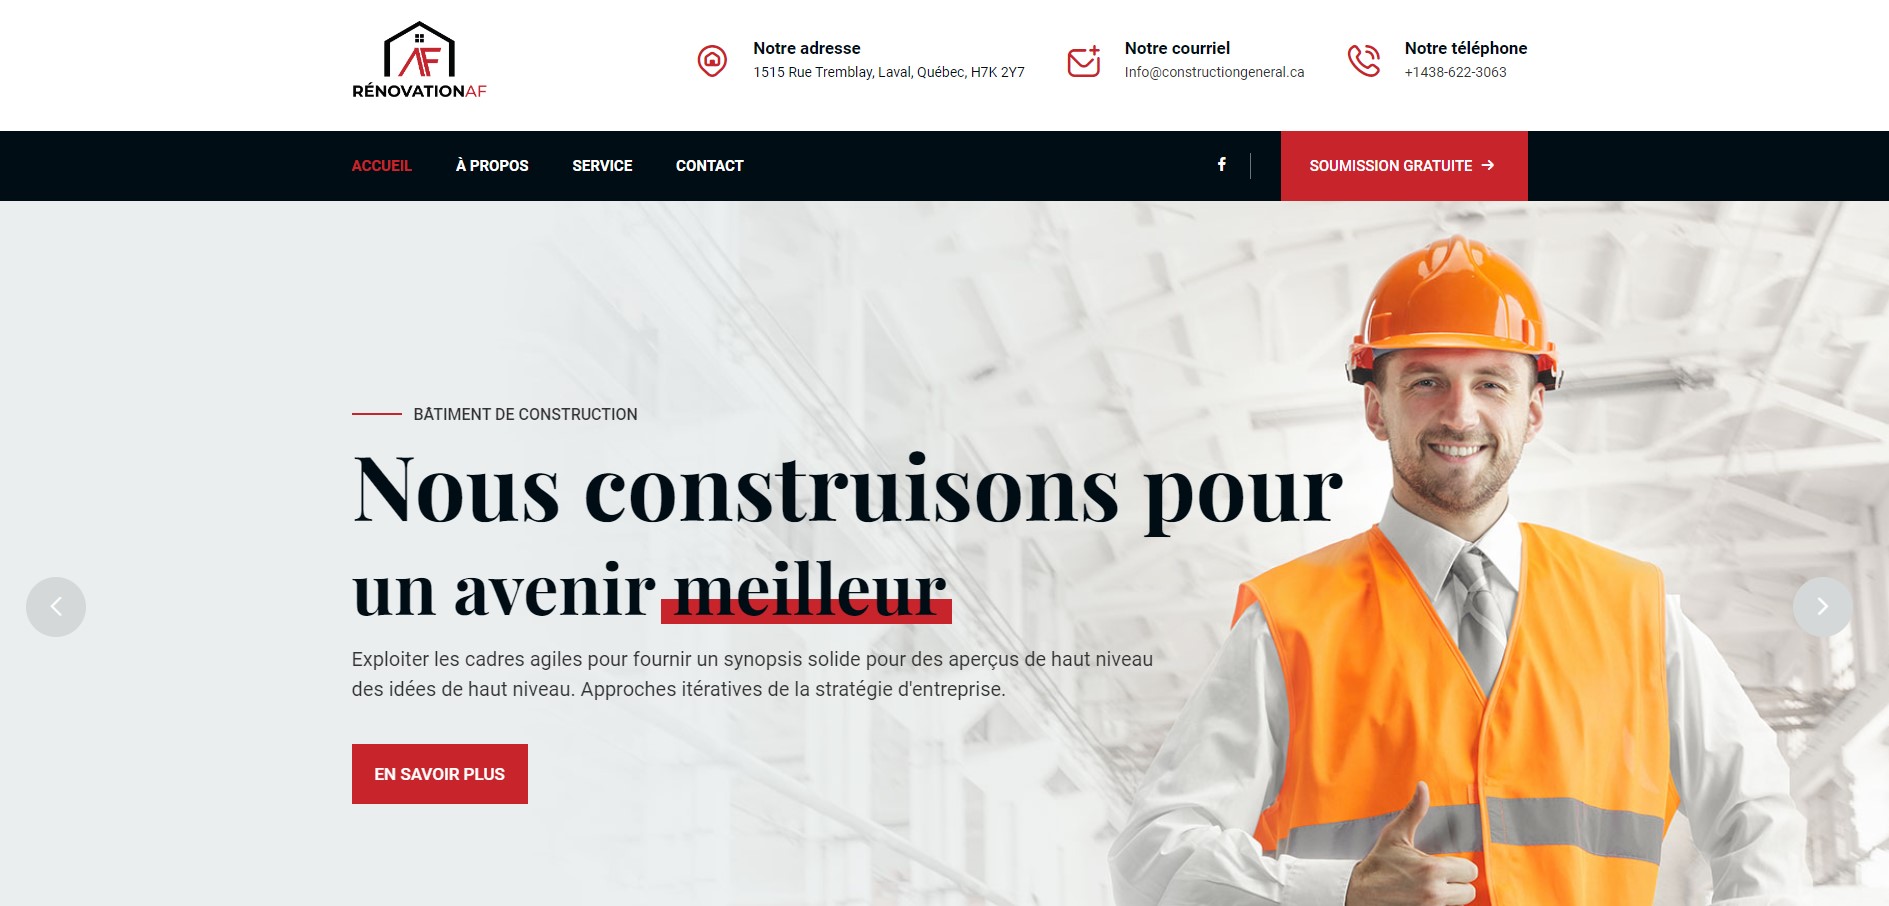 RÉNOVATIONAF
Notre adresse
1515 Rue Tremblay, Laval, Québec, H7K 2Y7
Notre courriel
Info@constructiongeneral.ca
Notre téléphone
+1438-622-3063
ACCUEIL
À PROPOS
SERVICE
CONTACT
SOUMISSION GRATUITE
BÂTIMENT DE CONSTRUCTION
Nous construisons pour
un avenir meilleur
Exploiter les cadres agiles pour fournir un synopsis solide pour des aperçus de haut niveau
des idées de haut niveau. Approches itératives de la stratégie d'entreprise.
EN SAVOIR PLUS